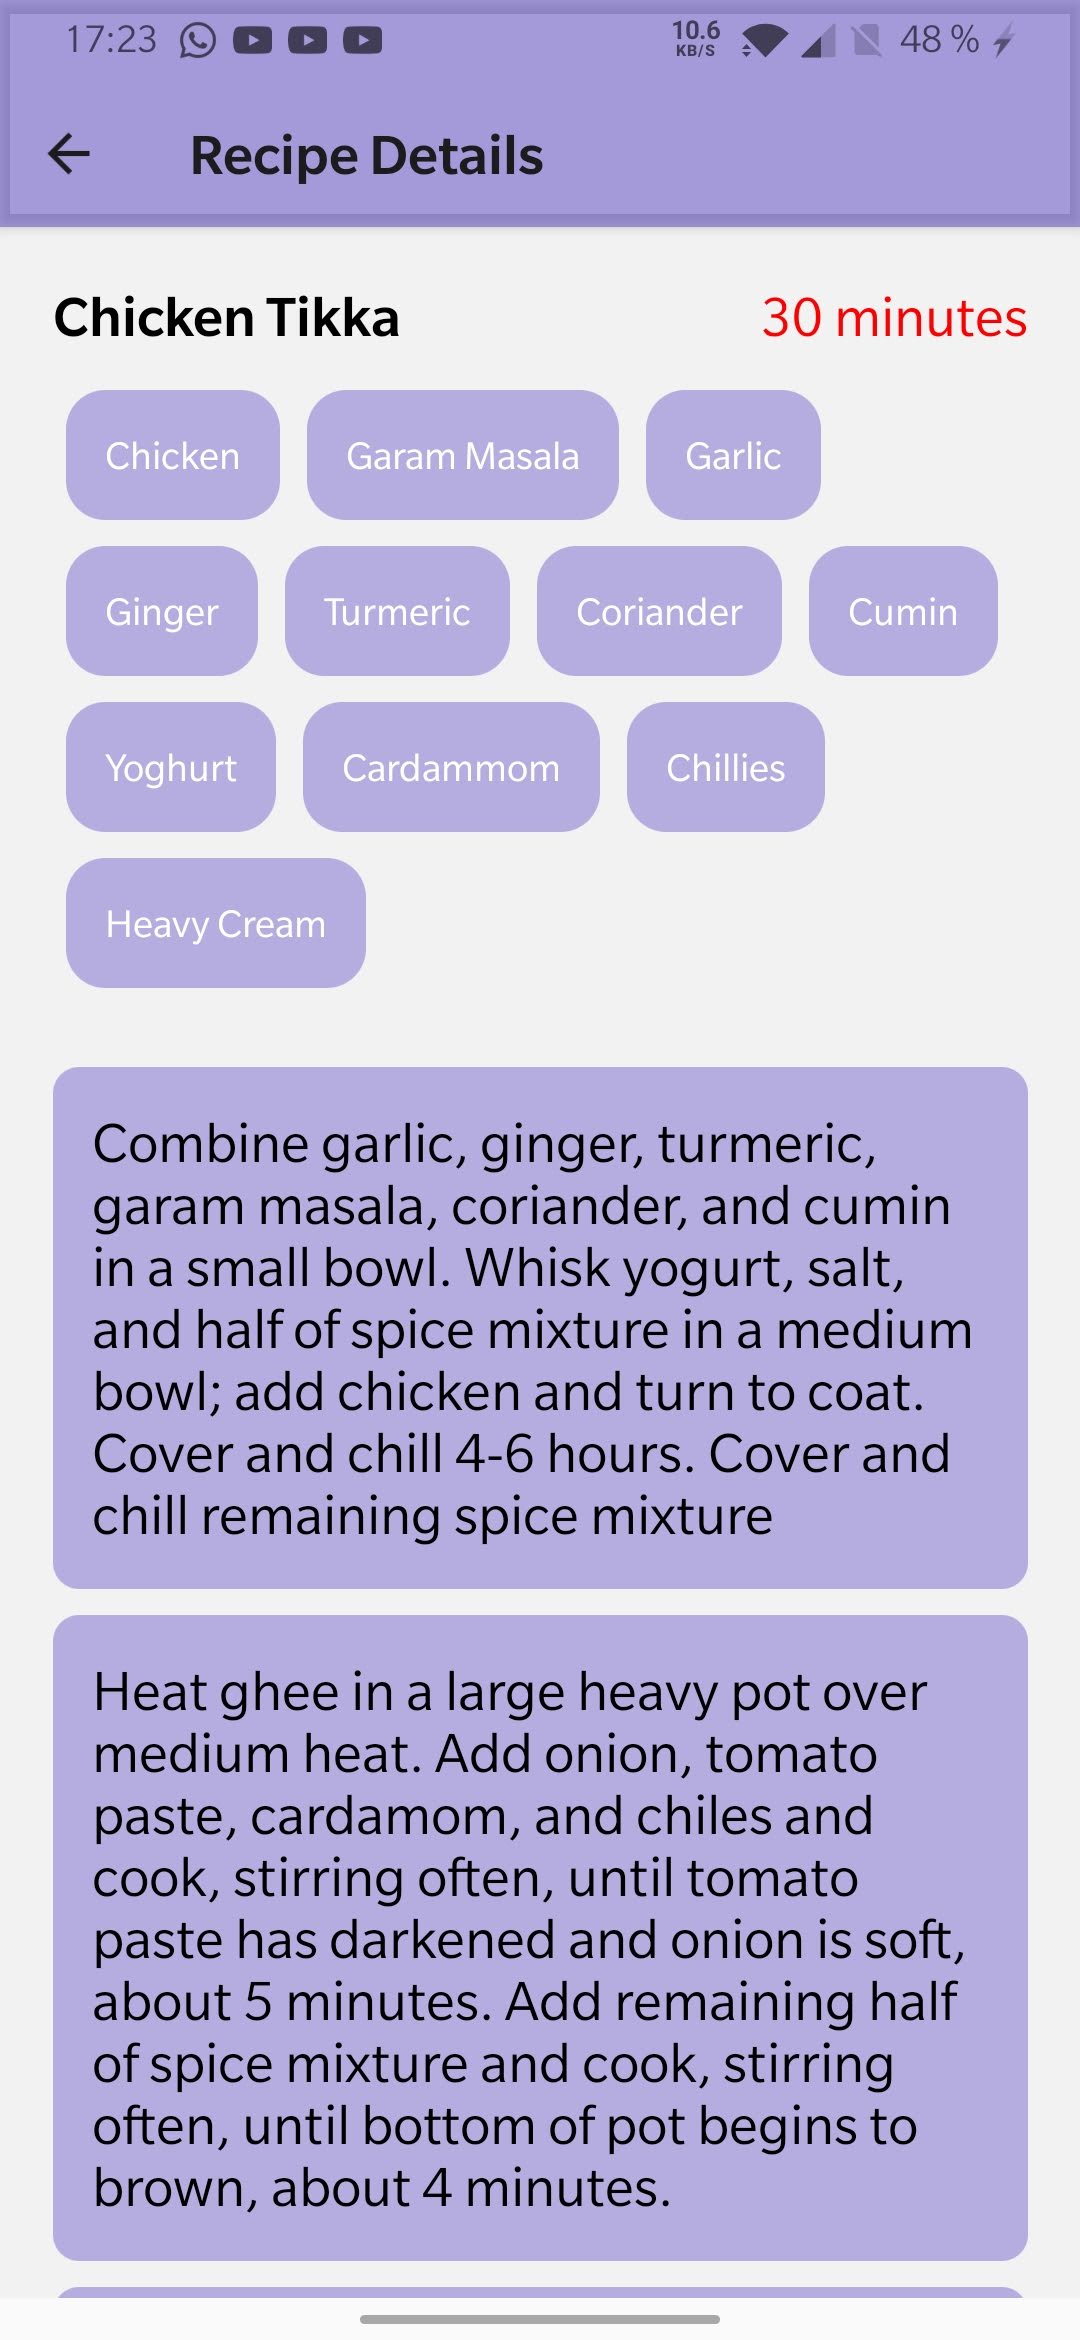 17:23 10.6 KB/S 48 %
Recipe Details
Chicken Tikka 30 minutes
Chicken Garam Masala Garlic
Ginger Turmeric Coriander Cumin
Yoghurt Cardammom Chillies
Heavy Cream
Combine garlic, ginger, turmeric,
garam masala, coriander, and cumin
in a small bowl. Whisk yogurt, salt,
and half of spice mixture in a medium
bowl; add chicken and turn to coat.
Cover and chill 4-6 hours. Cover and
chill remaining spice mixture
Heat ghee in a large heavy pot over
medium heat. Add onion, tomato
paste, cardamom, and chiles and
cook, stirring often, until tomato
paste has darkened and onion is soft,
about 5 minutes. Add remaining half
of spice mixture and cook, stirring
often, until bottom of pot begins to
brown, about 4 minutes.